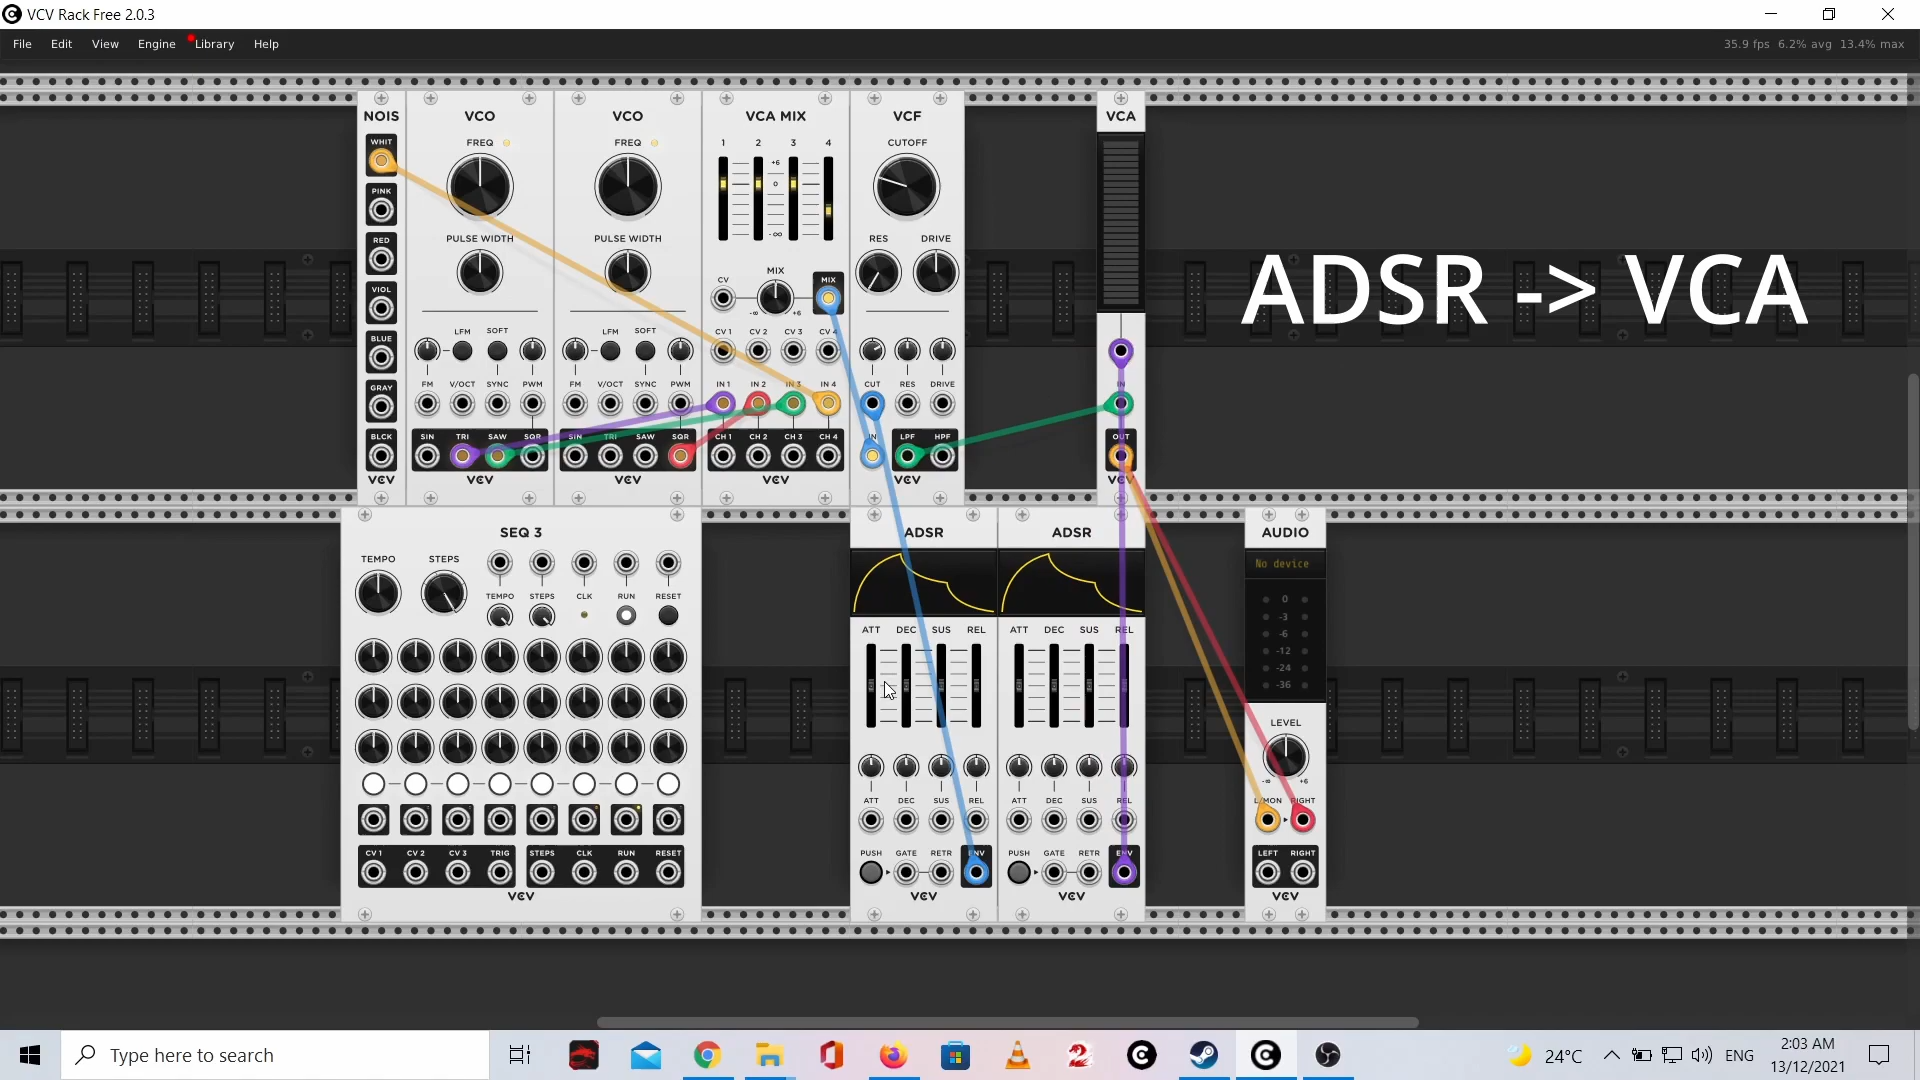 VCV Rack Free 2.0.3
File Edit View Engine Library Help
35.9 fps 6.2% avg 13.4% max
NOIS VCO VCO VCA MIX VCF VCA
WHIT FREQ FREQ 1 2 3 4 CUTOFF
+6
0
-∞
PINK
RED PULSE WIDTH PULSE WIDTH RES DRIVE
ADSR -> VCA
VIOL CV MIX MIX
-∞ +6
BLUE LFM SOFT LFM SOFT CV 1 CV 2 CV 3 CV 4
GRAY FM V/OCT SYNC PWM FM V/OCT SYNC PWM IN 1 IN 2 IN 3 IN 4 CUT RES DRIVE IN
BLCK SIN TRI SAW SQR SIN TRI SAW SQR CH 1 CH 2 CH 3 CH 4 IN LPF HPF OUT
VCV VCV VCV VCV VCV VCV
SEQ 3 ADSR ADSR AUDIO
TEMPO STEPS No device
TEMPO STEPS CLK RUN RESET
0
-3
-6
-12
-24
-36
ATT DEC SUS REL ATT DEC SUS REL
LEVEL
-∞ +6
ATT DEC SUS REL ATT DEC SUS REL L/MON RIGHT
CV 1 CV 2 CV 3 TRIG STEPS CLK RUN RESET PUSH GATE RETR ENV PUSH GATE RETR ENV LEFT RIGHT
VCV VCV VCV VCV
Type here to search
24°C ENG
2:03 AM
13/12/2021